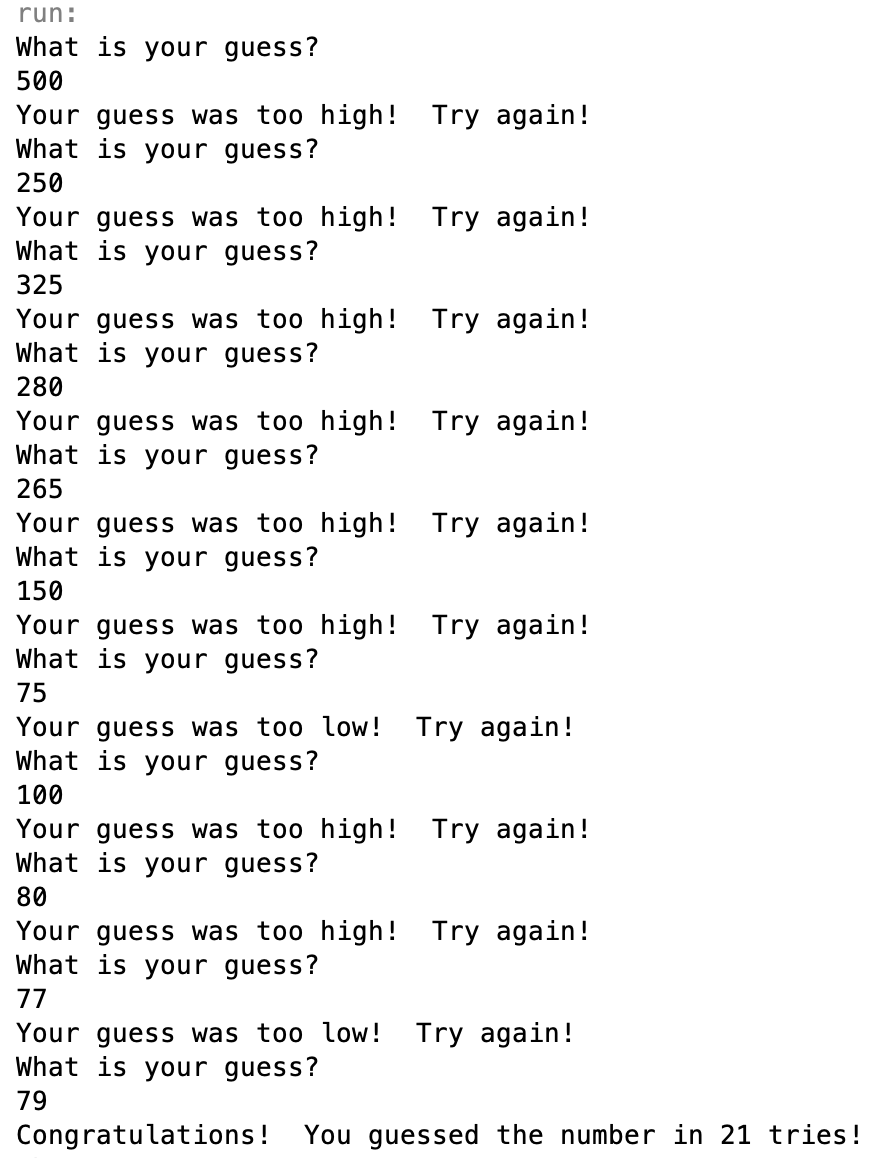 run:
What is your guess?
500
Your guess was too high!  Try again!
What is your guess?
250
Your guess was too high!  Try again!
What is your guess?
325
Your guess was too high!  Try again!
What is your guess?
280
Your guess was too high!  Try again!
What is your guess?
265
Your guess was too high!  Try again!
What is your guess?
150
Your guess was too high!  Try again!
What is your guess?
75
Your guess was too low!  Try again!
What is your guess?
100
Your guess was too high!  Try again!
What is your guess?
80
Your guess was too high!  Try again!
What is your guess?
77
Your guess was too low!  Try again!
What is your guess?
79
Congratulations!  You guessed the number in 21 tries!